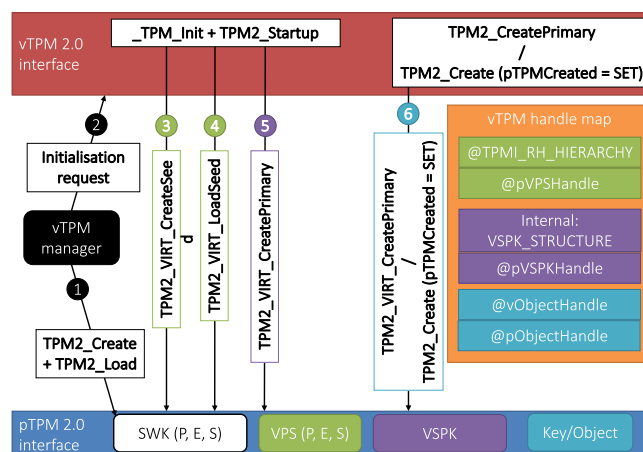 vTPM 2.0
interface
_TPM_Init + TPM2_Startup
TPM2_CreatePrimary
/
TPM2_Create (pTPMCreated = SET)
2
3
4
5
6
Initialisation
request
vTPM
manager
1
TPM2_Create
+ TPM2_Load
TPM2_VIRT_CreateSee
d
TPM2_VIRT_LoadSeed
TPM2_VIRT_CreatePrimary
TPM2_VIRT_CreatePrimary
/
TPM2_Create (pTPMCreated = SET)
vTPM handle map
@TPMI_RH_HIERARCHY
@pVPSHandle
Internal:
VSPK_STRUCTURE
@pVSPKHandle
@vObjectHandle
@pObjectHandle
pTPM 2.0
interface
SWK (P, E, S)
VPS (P, E, S)
VSPK
Key/Object